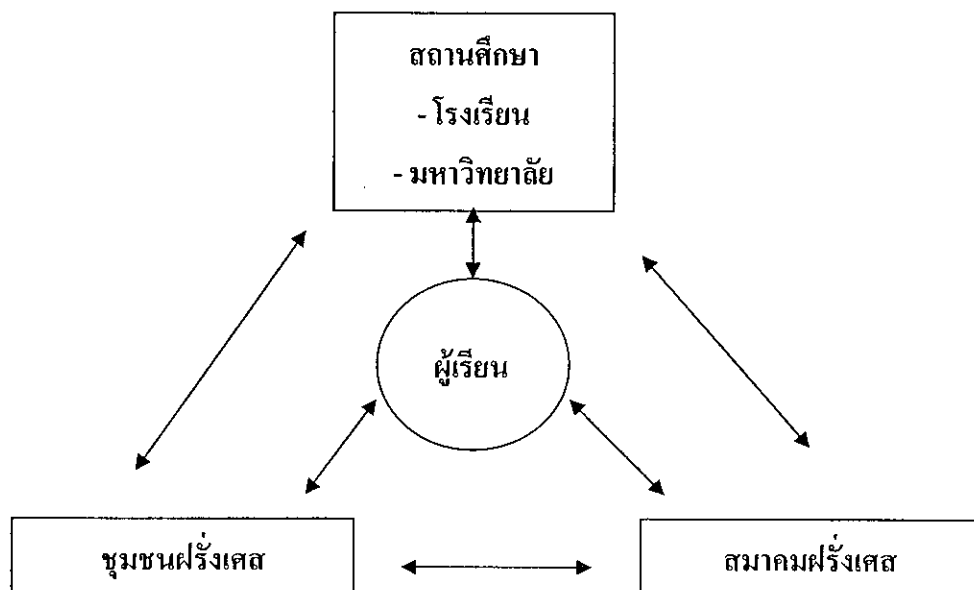 สถานศึกษา
- โรงเรียน
- มหาวิทยาลัย
ผู้เรียน
ชุมชนฝรั่งเศส
สมาคมฝรั่งเศส